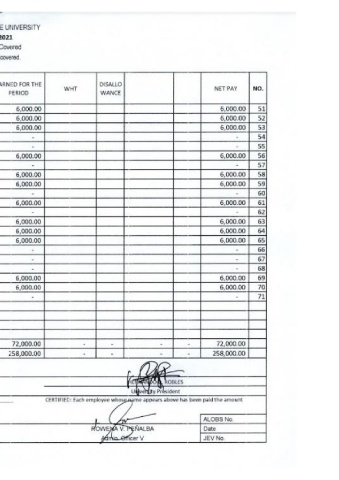 E UNIVERSITY
2021
Covered
covered
ARNED FOR THE PERIOD WHT DISALLO WANCE NET PAY NO.
6,000.00 6,000.00 51
6,000.00 6,000.00 52
6,000.00 6,000.00 53
- - 54
- - 55
6,000.00 6,000.00 56
- - 57
6,000.00 6,000.00 58
6,000.00 6,000.00 59
- - 60
6,000.00 6,000.00 61
- - 62
6,000.00 6,000.00 63
6,000.00 6,000.00 64
6,000.00 6,000.00 65
- - 66
- - 67
- - 68
6,000.00 6,000.00 69
6,000.00 6,000.00 70
- - 71
72,000.00 - - - - 72,000.00
258,000.00 - - - - 258,000.00
ROBLES
University President
CERTIFIED: Each employee whose name appears above has been paid the amount
ALOBS No.
ROWENA V. PEÑALBA Date
Admin. Officer V JEV No.